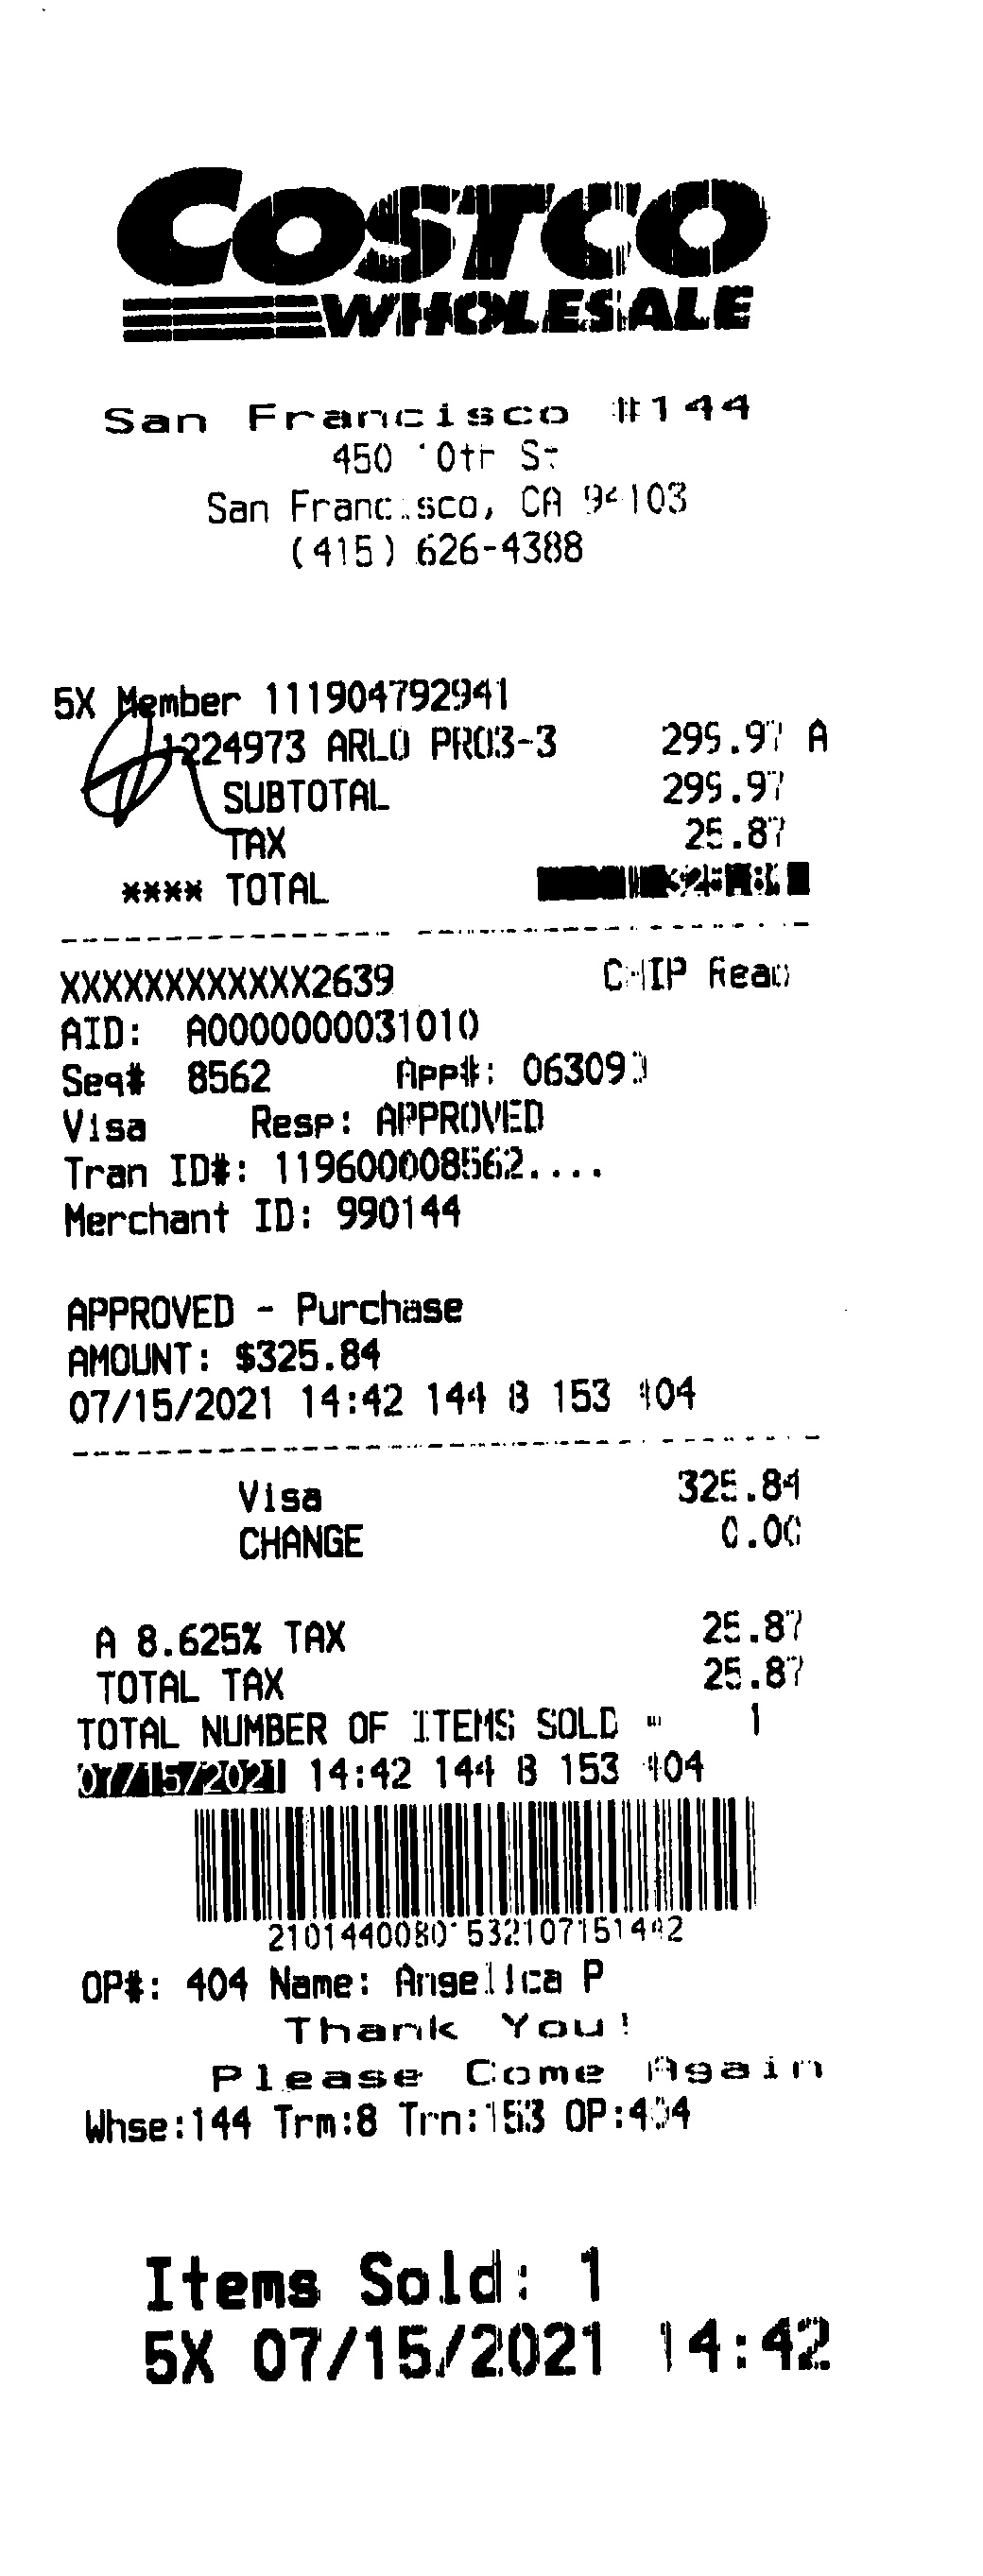 COSTCO
WHOLESALE
San Francisco #144
450 10th St
San Francisco, CA 94103
(415) 626-4388
5X Member 111904792941
1224973 ARLO PRO3-3 299.97 A
SUBTOTAL 299.97
TAX 25.87
**** TOTAL 325.84
XXXXXXXXXXXX2639 CHIP Read
AID: A0000000031010
Seq# 8562 App#: 063090
Visa Resp: APPROVED
Tran ID#: 119600008562....
Merchant ID: 990144
APPROVED - Purchase
AMOUNT: $325.84
07/15/2021 14:42 144 8 153 404
Visa 325.84
CHANGE 0.00
A 8.625% TAX 25.87
TOTAL TAX 25.87
TOTAL NUMBER OF ITEMS SOLD = 1
07/15/2021 14:42 144 8 153 404
21014400801532107151442
OP#: 404 Name: Angelica P
Thank You!
Please Come Again
Whse:144 Trm:8 Trn:153 OP:404
Items Sold: 1
5X 07/15/2021 14:42